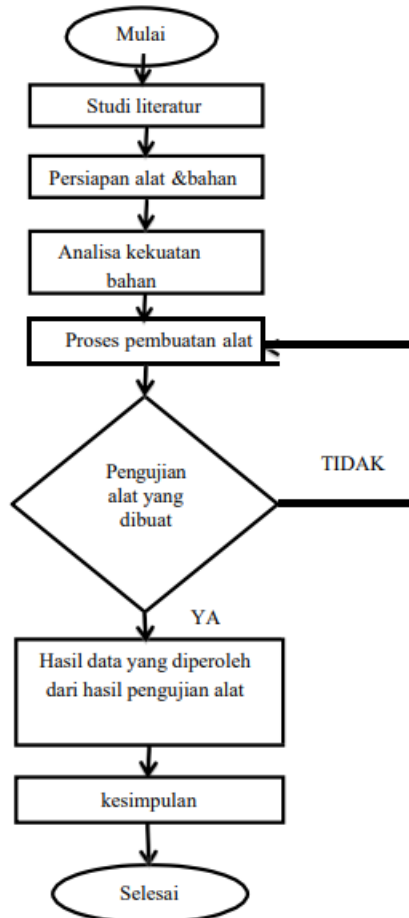 Mulai
Studi literatur
Persiapan alat &bahan
Analisa kekuatan
bahan
Proses pembuatan alat
Pengujian
alat yang
dibuat
TIDAK
YA
Hasil data yang diperoleh
dari hasil pengujian alat
kesimpulan
Selesai